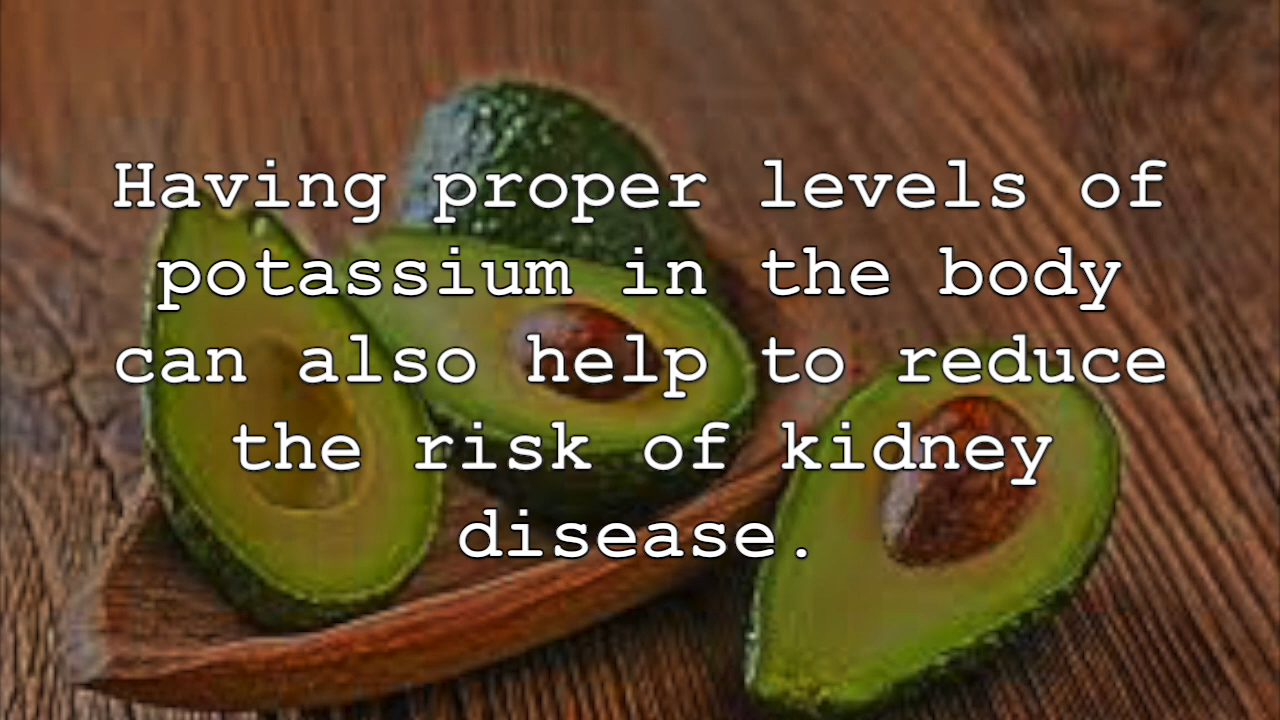 Having proper levels of
potassium in the body
can also help to reduce
the risk of kidney
disease.